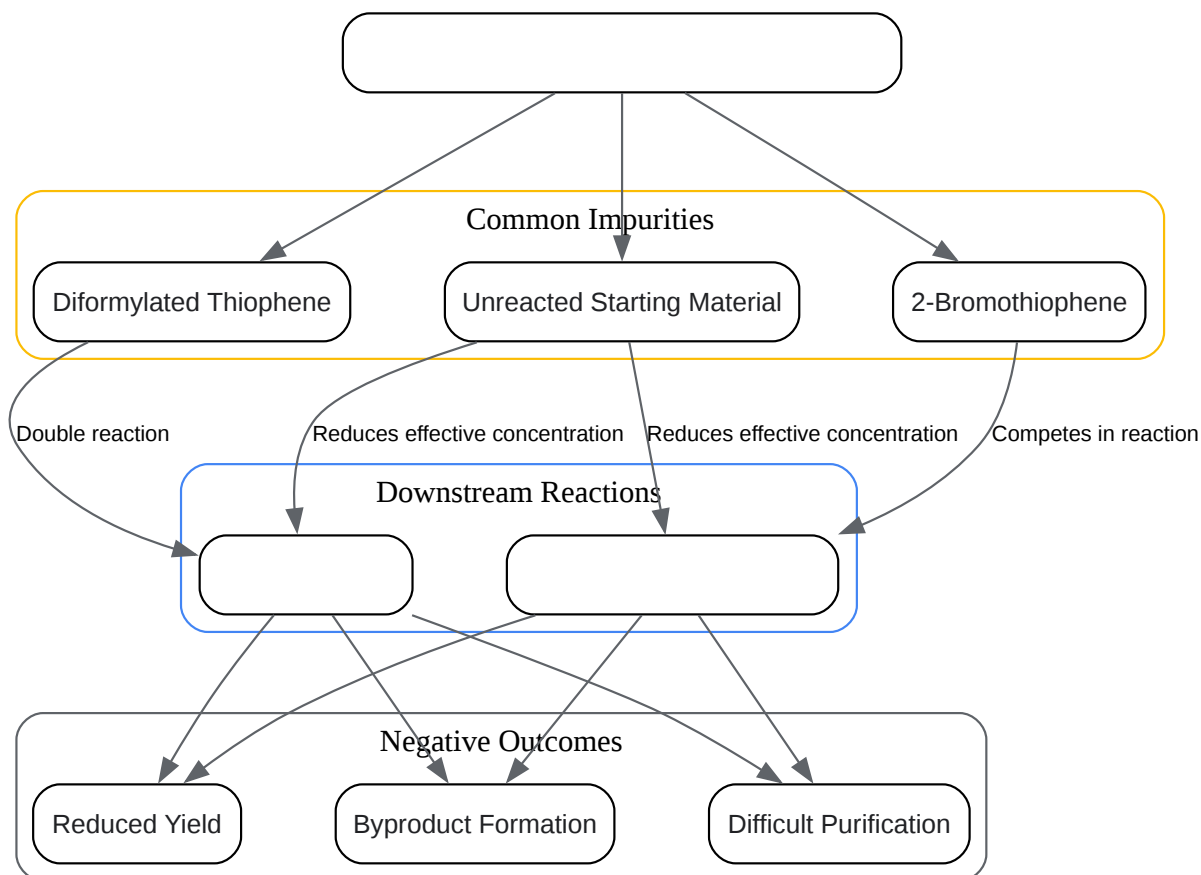 Common Impurities
Diformylated Thiophene
Unreacted Starting Material
2-Bromothiophene
Double reaction
Reduces effective concentration
Reduces effective concentration
Competes in reaction
Downstream Reactions
Negative Outcomes
Reduced Yield
Byproduct Formation
Difficult Purification